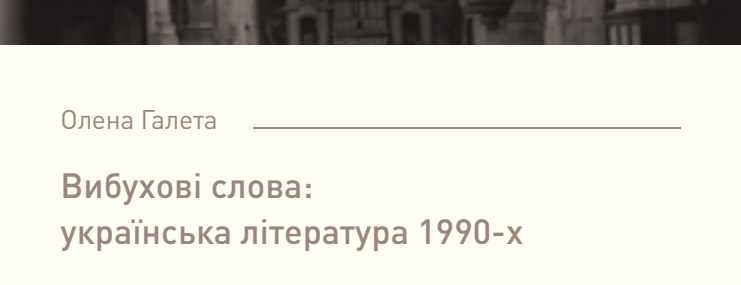 Олена Галета
Вибухові слова:
українська література 1990-х